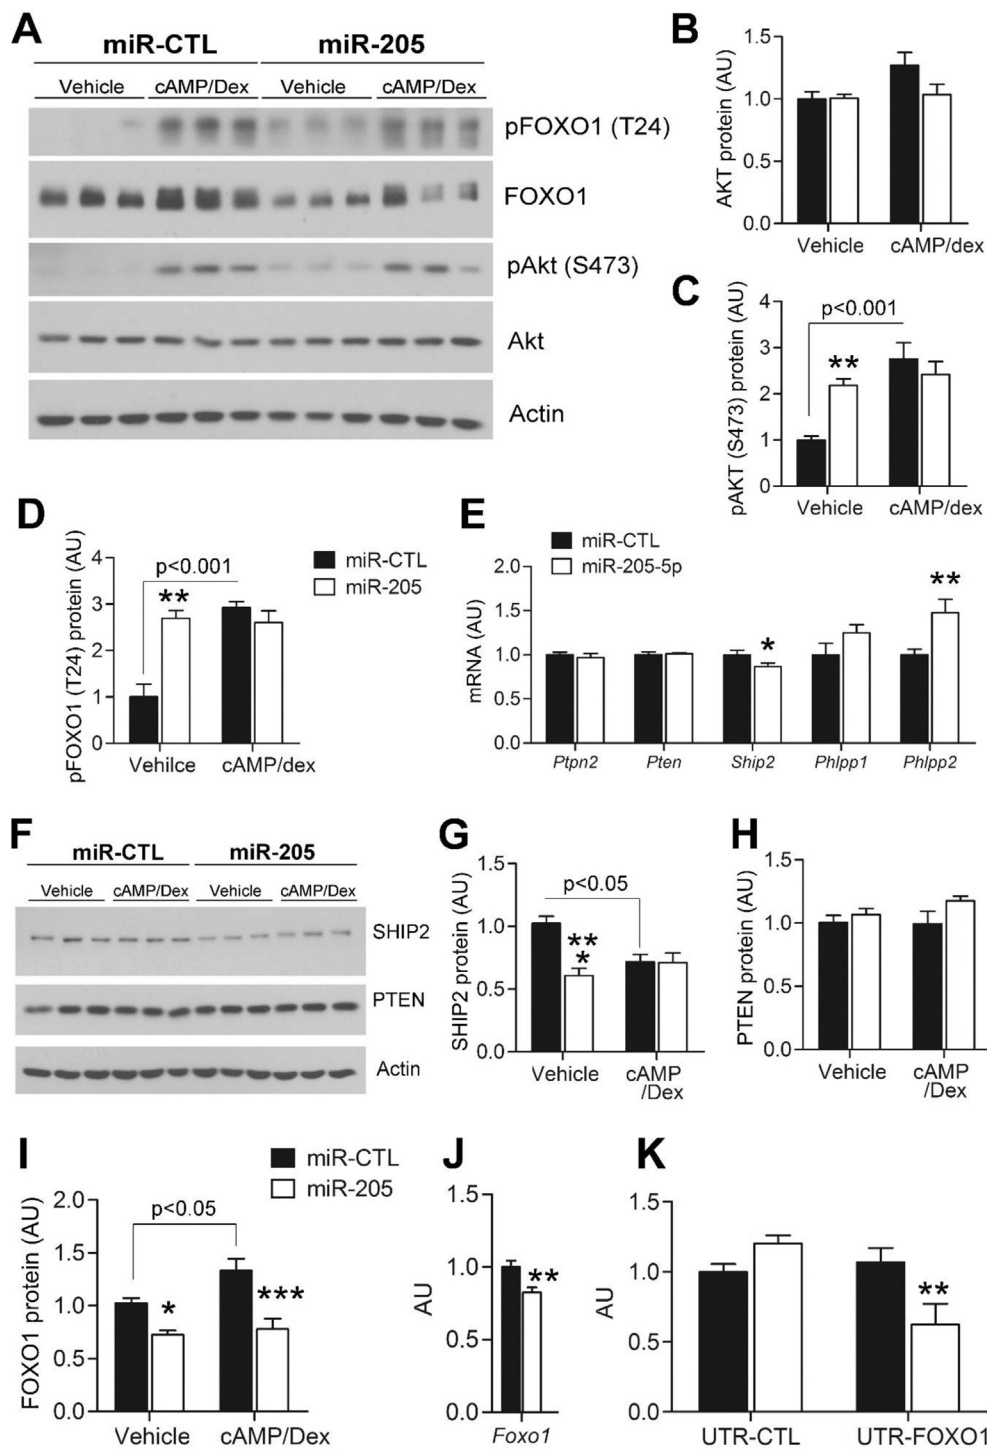 A
miR-CTL miR-205
Vehicle cAMP/Dex Vehicle cAMP/Dex
pFOXO1 (T24)
FOXO1
pAkt (S473)
Akt
Actin
B
AKT protein (AU)
1.5
1.0
0.5
0.0
Vehicle cAMP/dex
C
pAKT (S473) protein (AU)
4
3
2
1
0
p<0.001
**
Vehicle cAMP/dex
D
pFOXO1 (T24) protein (AU)
4
3
2
1
0
p<0.001
**
miR-CTL
miR-205
Vehilce cAMP/dex
E
miR-CTL
miR-205-5p
mRNA (AU)
2.0
1.5
1.0
0.5
0.0
*
**
Ptpn2 Pten Ship2 Phlpp1 Phlpp2
F
miR-CTL miR-205
Vehicle cAMP/Dex Vehicle cAMP/Dex
SHIP2
PTEN
Actin
G
SHIP2 protein (AU)
1.5
1.0
0.5
0.0
p<0.05
**
*
Vehicle cAMP
/Dex
H
PTEN protein (AU)
1.5
1.0
0.5
0.0
Vehicle cAMP
/Dex
I
miR-CTL
miR-205
FOXO1 protein (AU)
2.0
1.5
1.0
0.5
0.0
p<0.05
*
***
Vehicle cAMP/Dex
J
AU
1.5
1.0
0.5
0.0
**
Foxo1
K
AU
1.5
1.0
0.5
0.0
**
UTR-CTL UTR-FOXO1